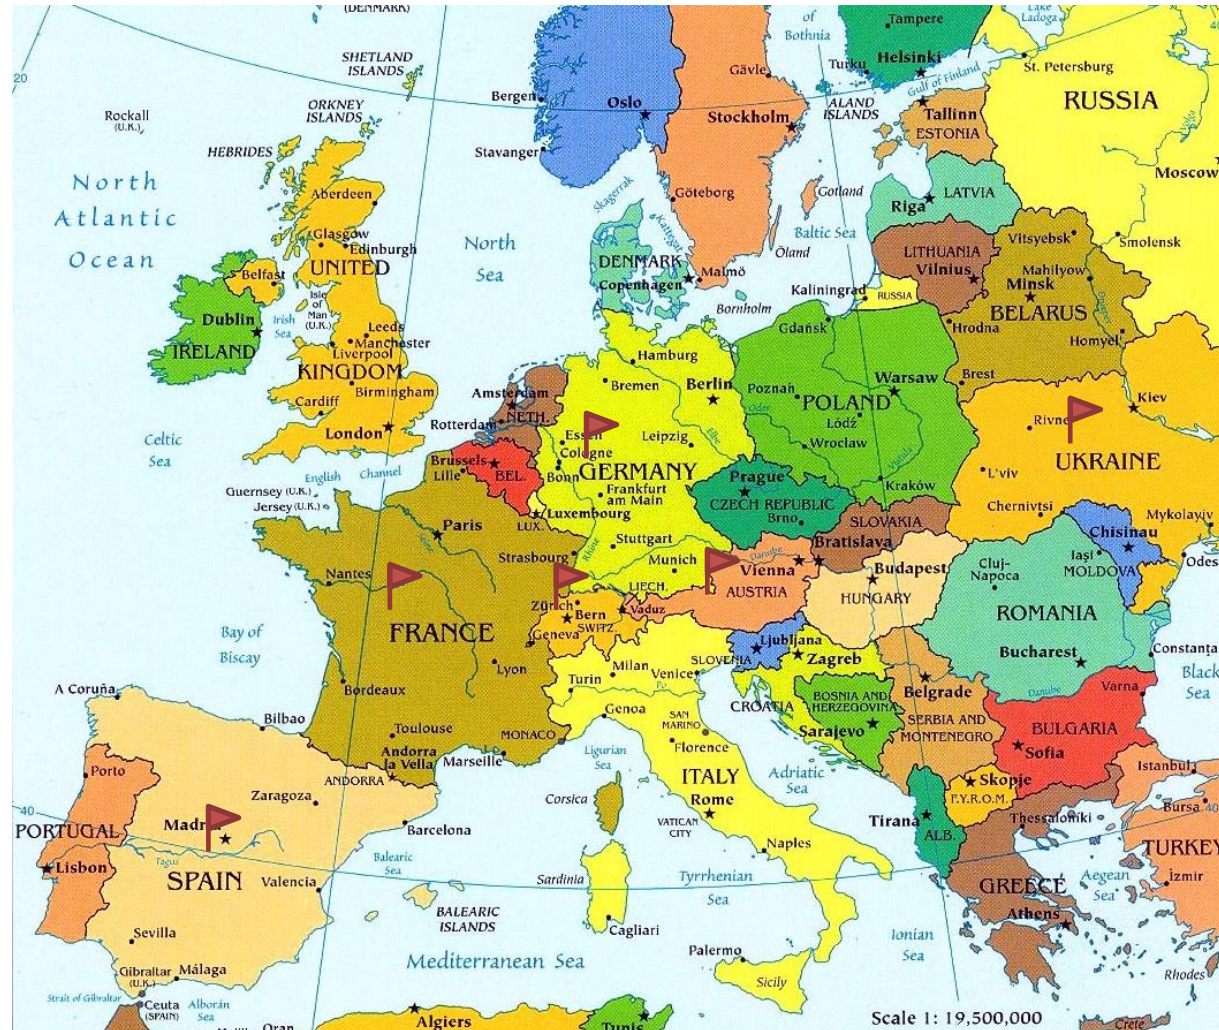 (DENMARK)
Tampere
Lake
Ladoga
of
Bothnia
SHETLAND
ISLANDS
Turku
Helsinki
Gävle
St. Petersburg
20
Gulf of Finland
Bergen
Oslo
ALAND
ISLANDS
RUSSIA
ORKNEY
ISLANDS
Rockall
(U.K.)
Stockholm
Tallinn
ESTONIA
HEBRIDES
Stavanger
Moscow
North
Atlantic
Ocean
Aberdeen
Skagerrak
Göteborg
Gotland
LATVIA
Riga
Kattegat
Baltic Sea
Glasgow
Edinburgh
North
Sea
Öland
LITHUANIA
Vilnius
Vitsyebsk
Smolensk
UNITED
DENMARK
Copenhagen
Malmö
Mahilyow
Minsk
Belfast
Kaliningrad
RUSSIA
Isle
of
Man
(U.K.)
Bornholm
BELARUS
Dnieper
Dublin
Irish
Sea
Leeds
Manchester
Liverpool
Gdańsk
Hrodna
Homyel'
IRELAND
KINGDOM
Hamburg
Birmingham
Bremen
Berlin
Poznań
Warsaw
Brest
Cardiff
Amsterdam
NETH.
POLAND
Łódź
Kiev
Rotterdam
Oder
Rivne
London
Essen
Leipzig
Elbe
Wroclaw
Celtic
Sea
Cologne
Bonn
GERMANY
Vistula
UKRAINE
English
Channel
Brussels
BEL.
Lille
Prague
Kraków
L'viv
Guernsey (U.K.)
Jersey (U.K.)
Frankfurt
am Main
CZECH REPUBLIC
Brno
LUX.
Luxembourg
Chernivtsi
Mykolayiv
Paris
SLOVAKIA
Chisinau
Seine
Stuttgart
Bratislava
Strasbourg
Rhine
Danube
Iași
Odes
Munich
Vienna
Budapest
Cluj-
Napoca
MOLDOVA
Nantes
LIECH.
AUSTRIA
HUNGARY
Zürich
Bern
Vaduz
ROMANIA
FRANCE
SWITZ.
Geneva
Bay of
Biscay
Ljubljana
SLOVENIA
Zagreb
Bucharest
Constanța
Lyon
Milan
Venice
Turin
Po
Black
Sea
A Coruña
Bordeaux
Belgrade
Danube
Varna
CROATIA
BOSNIA AND
HERZEGOVINA
Genoa
Bilbao
SAN
MARINO
SERBIA AND
MONTENEGRO
Toulouse
MONACO
Sarajevo
BULGARIA
Andorra
la Vella
Marseille
Ligurian
Sea
Florence
Sofia
Porto
ANDORRA
ITALY
Adriatic
Sea
Istanbul
Skopje
Zaragoza
Corsica
Rome
F.Y.R.O.M.
Bursa
40
PORTUGAL
VATICAN
CITY
Tirana
ALB.
Thessaloníki
40
Barcelona
Naples
TURKEY
Tagus
Balearic
Sea
Lisbon
SPAIN
Valencia
Sardinia
Tyrrhenian
Sea
GREECE
Aegean
Sea
İzmir
BALEARIC
ISLANDS
Athens
Sevilla
Cagliari
Ionian
Sea
Gibraltar
(U.K.)
Málaga
Mediterranean Sea
Palermo
Rhodes
Strait of Gibraltar
Ceuta
(SPAIN)
Alborán
Sea
Sicily
Algiers
Tunis
Scale 1: 19,500,000
Crete
Oran